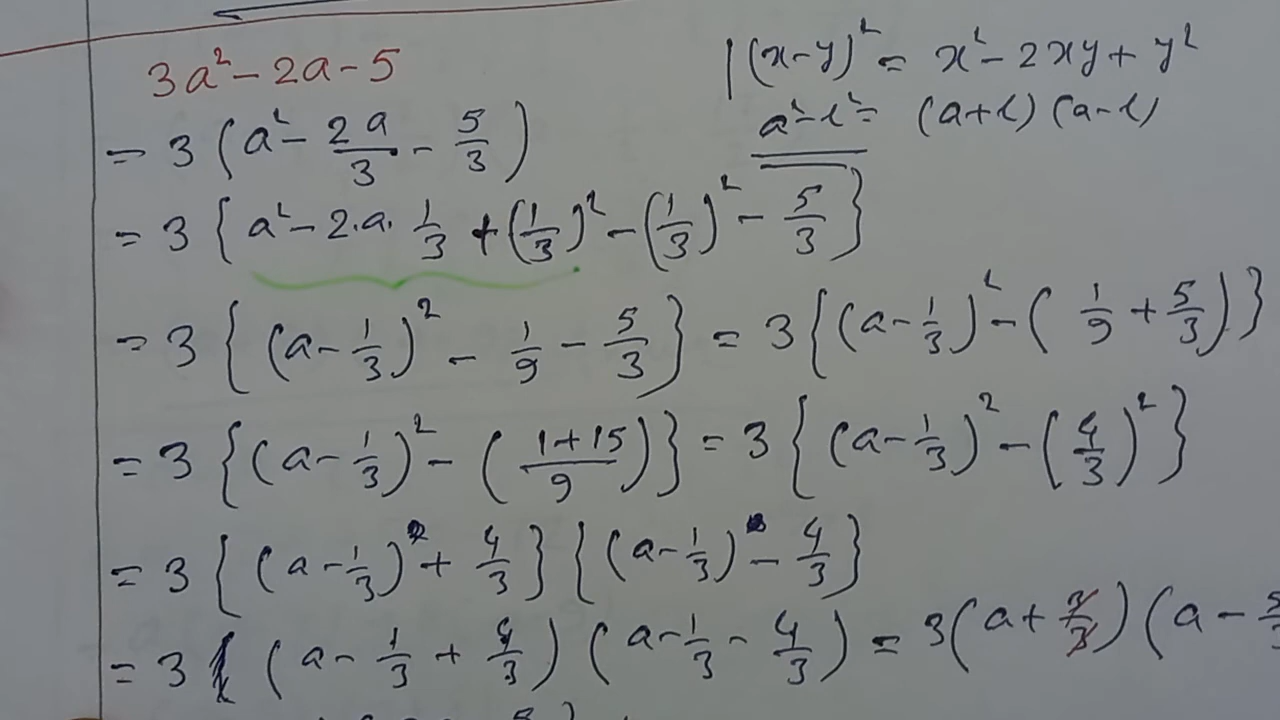 3a² - 2a - 5
|(x-y)² = x² - 2xy + y²
a² - b² = (a+b)(a-b)
= 3(a² - 2a/3 - 5/3)
= 3{a² - 2.a. 1/3 + (1/3)² - (1/3)² - 5/3}
= 3{(a - 1/3)² - 1/9 - 5/3} = 3{(a - 1/3)² - (1/9 + 5/3)}
= 3{(a - 1/3)² - ((1+15)/9)} = 3{(a - 1/3)² - (4/3)²}
= 3{(a - 1/3) + 4/3}{(a - 1/3) - 4/3}
= 3(a - 1/3 + 4/3)(a - 1/3 - 4/3) = 3(a + 3/3)(a - 5/3